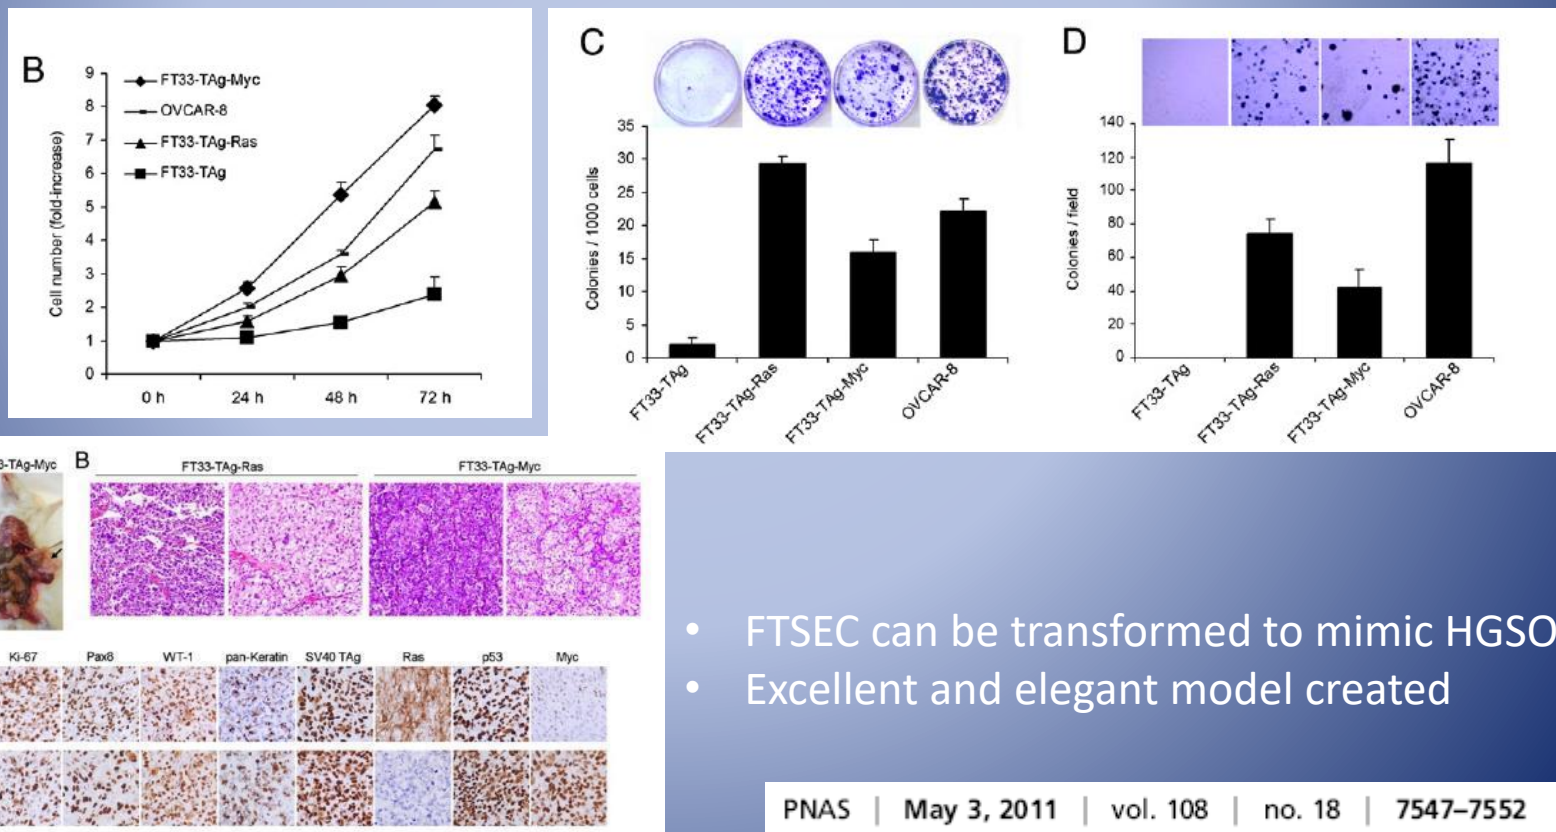 B
9
8
7
6
5
4
3
2
1
0
Cell number (fold-increase)
FT33-TAg-Myc
OVCAR-8
FT33-TAg-Ras
FT33-TAg
0 h 24 h 48 h 72 h
C
35
30
25
20
15
10
5
0
Colonies / 1000 cells
FT33-TAg FT33-TAg-Ras FT33-TAg-Myc OVCAR-8
D
140
120
100
80
60
40
20
0
Colonies / field
FT33-TAg FT33-TAg-Ras FT33-TAg-Myc OVCAR-8
3-TAg-Myc
B
FT33-TAg-Ras FT33-TAg-Myc
Ki-67 Pax8 WT-1 pan-Keratin SV40 TAg Ras p53 Myc
• FTSEC can be transformed to mimic HGSO
• Excellent and elegant model created
PNAS | May 3, 2011 | vol. 108 | no. 18 | 7547–7552